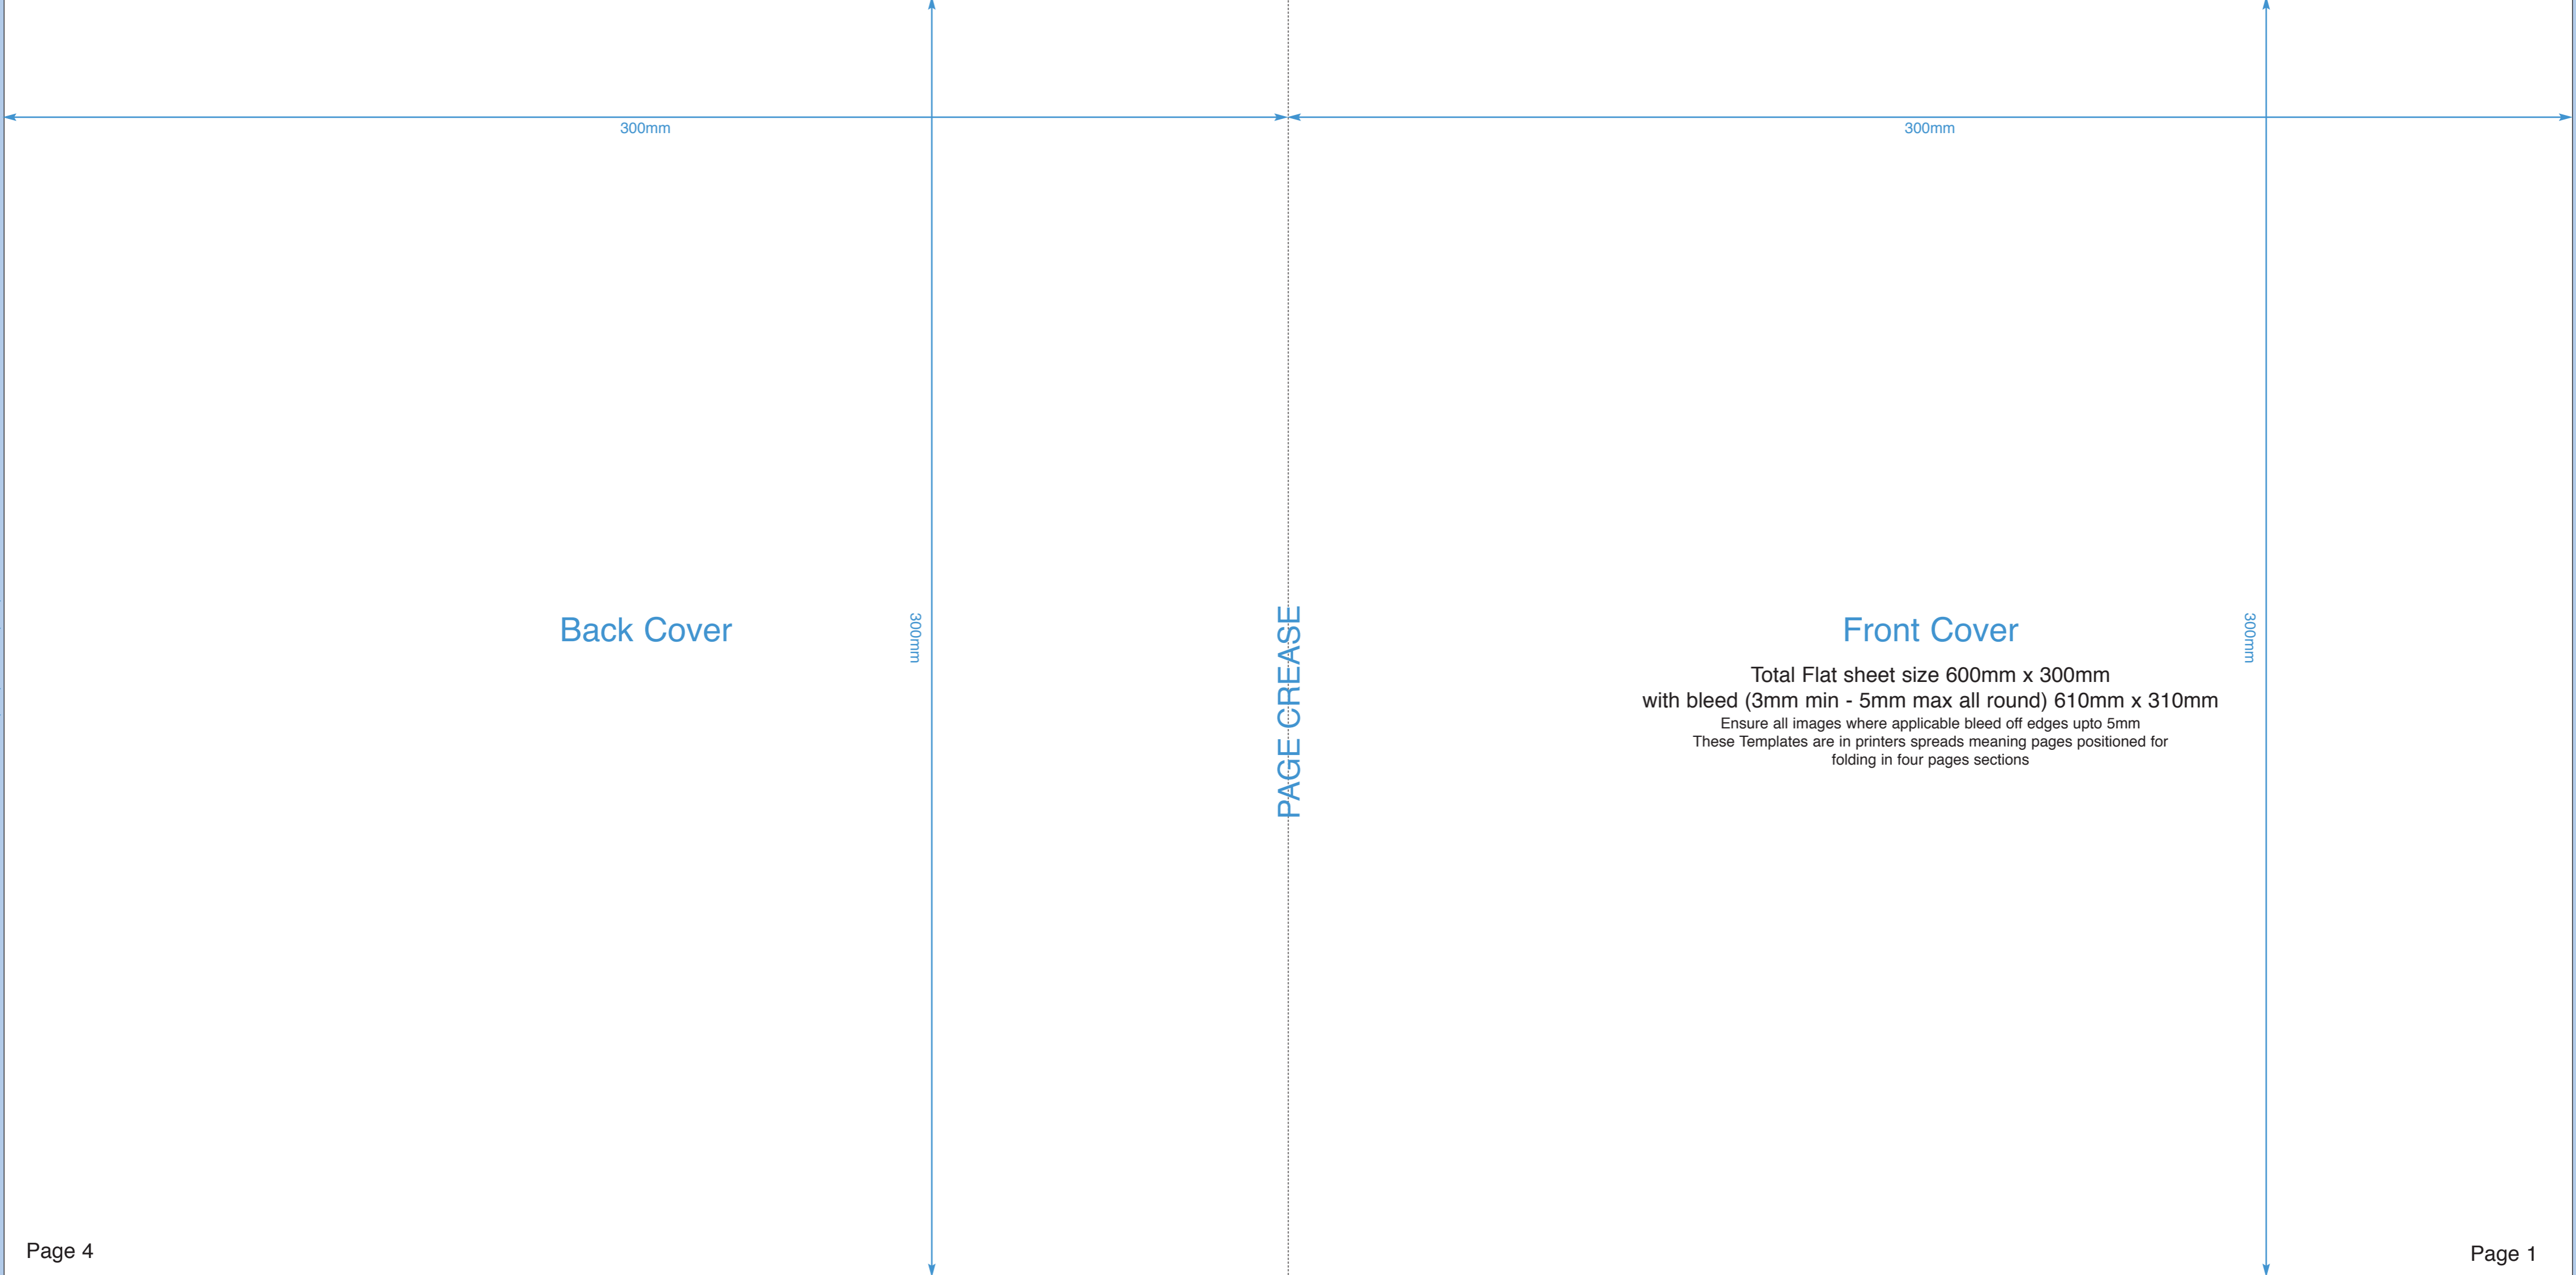 300mm
300mm
Back Cover
300mm
PAGE CREASE
Front Cover
300mm
Total Flat sheet size 600mm x 300mm
with bleed (3mm min - 5mm max all round) 610mm x 310mm
Ensure all images where applicable bleed off edges upto 5mm
These Templates are in printers spreads meaning pages positioned for
folding in four pages sections
Page 4
Page 1